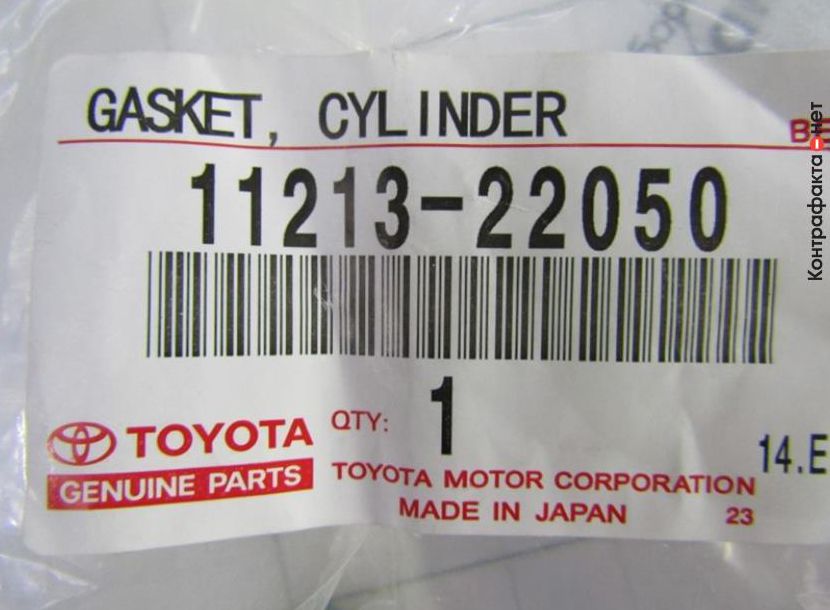 GASKET, CYLINDER
11213-22050
QTY: 1
14.E
TOYOTA
GENUINE PARTS
TOYOTA MOTOR CORPORATION
MADE IN JAPAN 23
Контрафакта нет